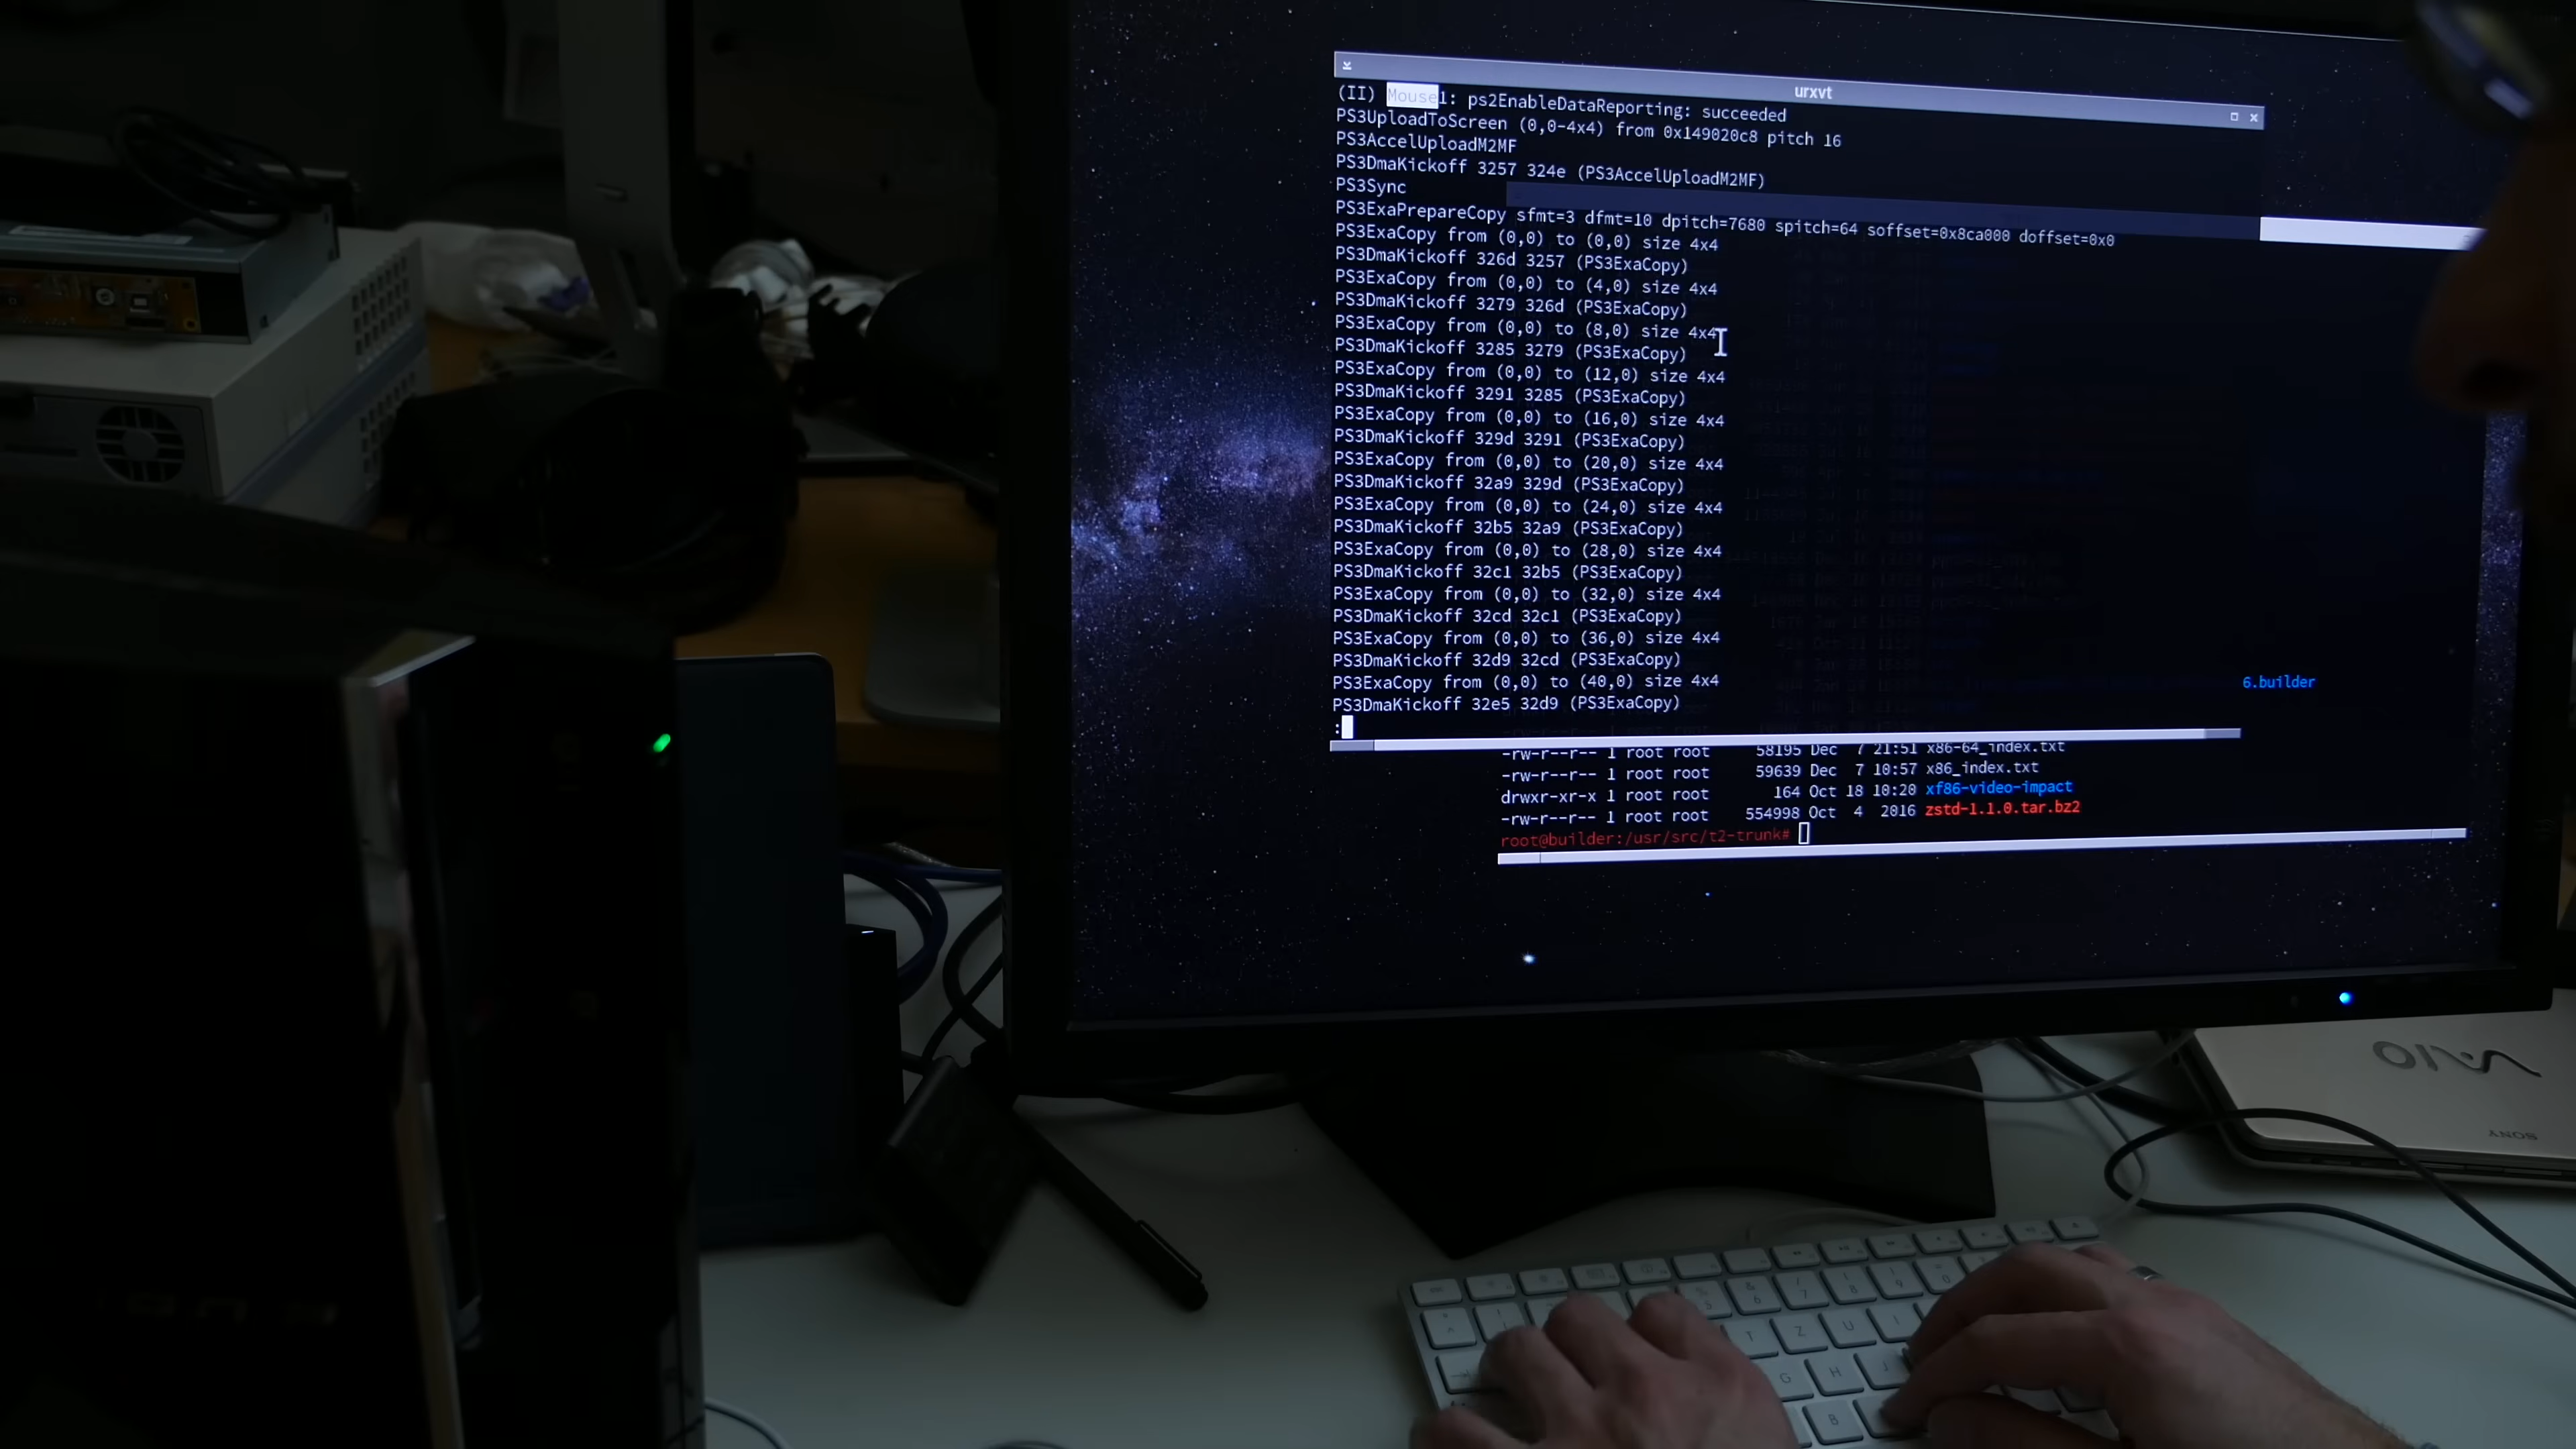 urxvt
(II) Mouse1: ps2EnableDataReporting: succeeded
PS3UploadToScreen (0,0-4x4) from 0x149020c8 pitch 16
PS3AccelUploadM2MF
PS3DmaKickoff 3257 324e (PS3AccelUploadM2MF)
PS3Sync
PS3ExaPrepareCopy sfmt=3 dfmt=10 dpitch=7680 spitch=64 soffset=0x8ca000 doffset=0x0
PS3ExaCopy from (0,0) to (0,0) size 4x4
PS3DmaKickoff 326d 3257 (PS3ExaCopy)
PS3ExaCopy from (0,0) to (4,0) size 4x4
PS3DmaKickoff 3279 326d (PS3ExaCopy)
PS3ExaCopy from (0,0) to (8,0) size 4x4
PS3DmaKickoff 3285 3279 (PS3ExaCopy)
PS3ExaCopy from (0,0) to (12,0) size 4x4
PS3DmaKickoff 3291 3285 (PS3ExaCopy)
PS3ExaCopy from (0,0) to (16,0) size 4x4
PS3DmaKickoff 329d 3291 (PS3ExaCopy)
PS3ExaCopy from (0,0) to (20,0) size 4x4
PS3DmaKickoff 32a9 329d (PS3ExaCopy)
PS3ExaCopy from (0,0) to (24,0) size 4x4
PS3DmaKickoff 32b5 32a9 (PS3ExaCopy)
PS3ExaCopy from (0,0) to (28,0) size 4x4
PS3DmaKickoff 32c1 32b5 (PS3ExaCopy)
PS3ExaCopy from (0,0) to (32,0) size 4x4
PS3DmaKickoff 32cd 32c1 (PS3ExaCopy)
PS3ExaCopy from (0,0) to (36,0) size 4x4
PS3DmaKickoff 32d9 32cd (PS3ExaCopy)
PS3ExaCopy from (0,0) to (40,0) size 4x4
6.builder
PS3DmaKickoff 32e5 32d9 (PS3ExaCopy)
:
-rw-r--r-- 1 root root 58195 Dec 7 21:51 x86-64_index.txt
-rw-r--r-- 1 root root 59639 Dec 7 10:57 x86_index.txt
drwxr-xr-x 1 root root 164 Oct 18 10:20 xf86-video-impact
-rw-r--r-- 1 root root 554998 Oct 4 2016 zstd-1.1.0.tar.bz2
root@builder:/usr/src/t2-trunk#
VAIO
SONY
6
7
8
9
0
T
Z
U
I
G
H
J
B